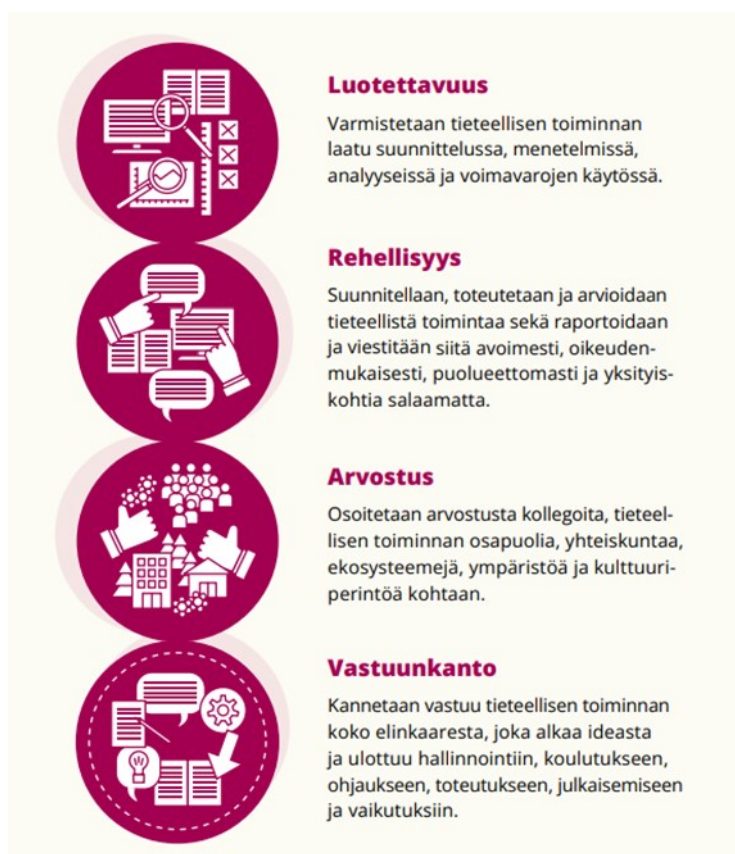 Luotettavuus
Varmistetaan tieteellisen toiminnan
laatu suunnittelussa, menetelmissä,
analyyseissä ja voimavarojen käytössä.
Rehellisyys
Suunnitellaan, toteutetaan ja arvioidaan
tieteellistä toimintaa sekä raportoidaan
ja viestitään siitä avoimesti, oikeuden-
mukaisesti, puolueettomasti ja yksityis-
kohtia salaamatta.
Arvostus
Osoitetaan arvostusta kollegoita, tieteel-
lisen toiminnan osapuolia, yhteiskuntaa,
ekosysteemejä, ympäristöä ja kulttuuri-
perintöä kohtaan.
Vastuunkanto
Kannetaan vastuu tieteellisen toiminnan
koko elinkaaresta, joka alkaa ideasta
ja ulottuu hallinnointiin, koulutukseen,
ohjaukseen, toteutukseen, julkaisemiseen
ja vaikutuksiin.